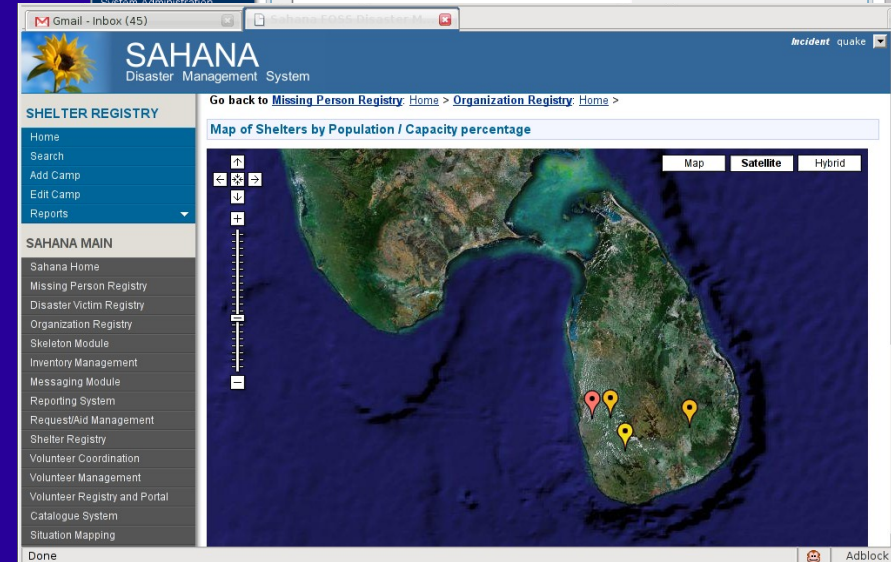 System Administration
Gmail - Inbox (45)
Sahana FOSS Disaster M
SAHANA
Disaster Management System
Incident quake
SHELTER REGISTRY
Home
Search
Add Camp
Edit Camp
Reports
SAHANA MAIN
Sahana Home
Missing Person Registry
Disaster Victim Registry
Organization Registry
Skeleton Module
Inventory Management
Messaging Module
Reporting System
Request/Aid Management
Shelter Registry
Volunteer Coordination
Volunteer Management
Volunteer Registry and Portal
Catalogue System
Situation Mapping
Go back to Missing Person Registry: Home > Organization Registry: Home >
Map of Shelters by Population / Capacity percentage
Map Satellite Hybrid
Done
Adblock